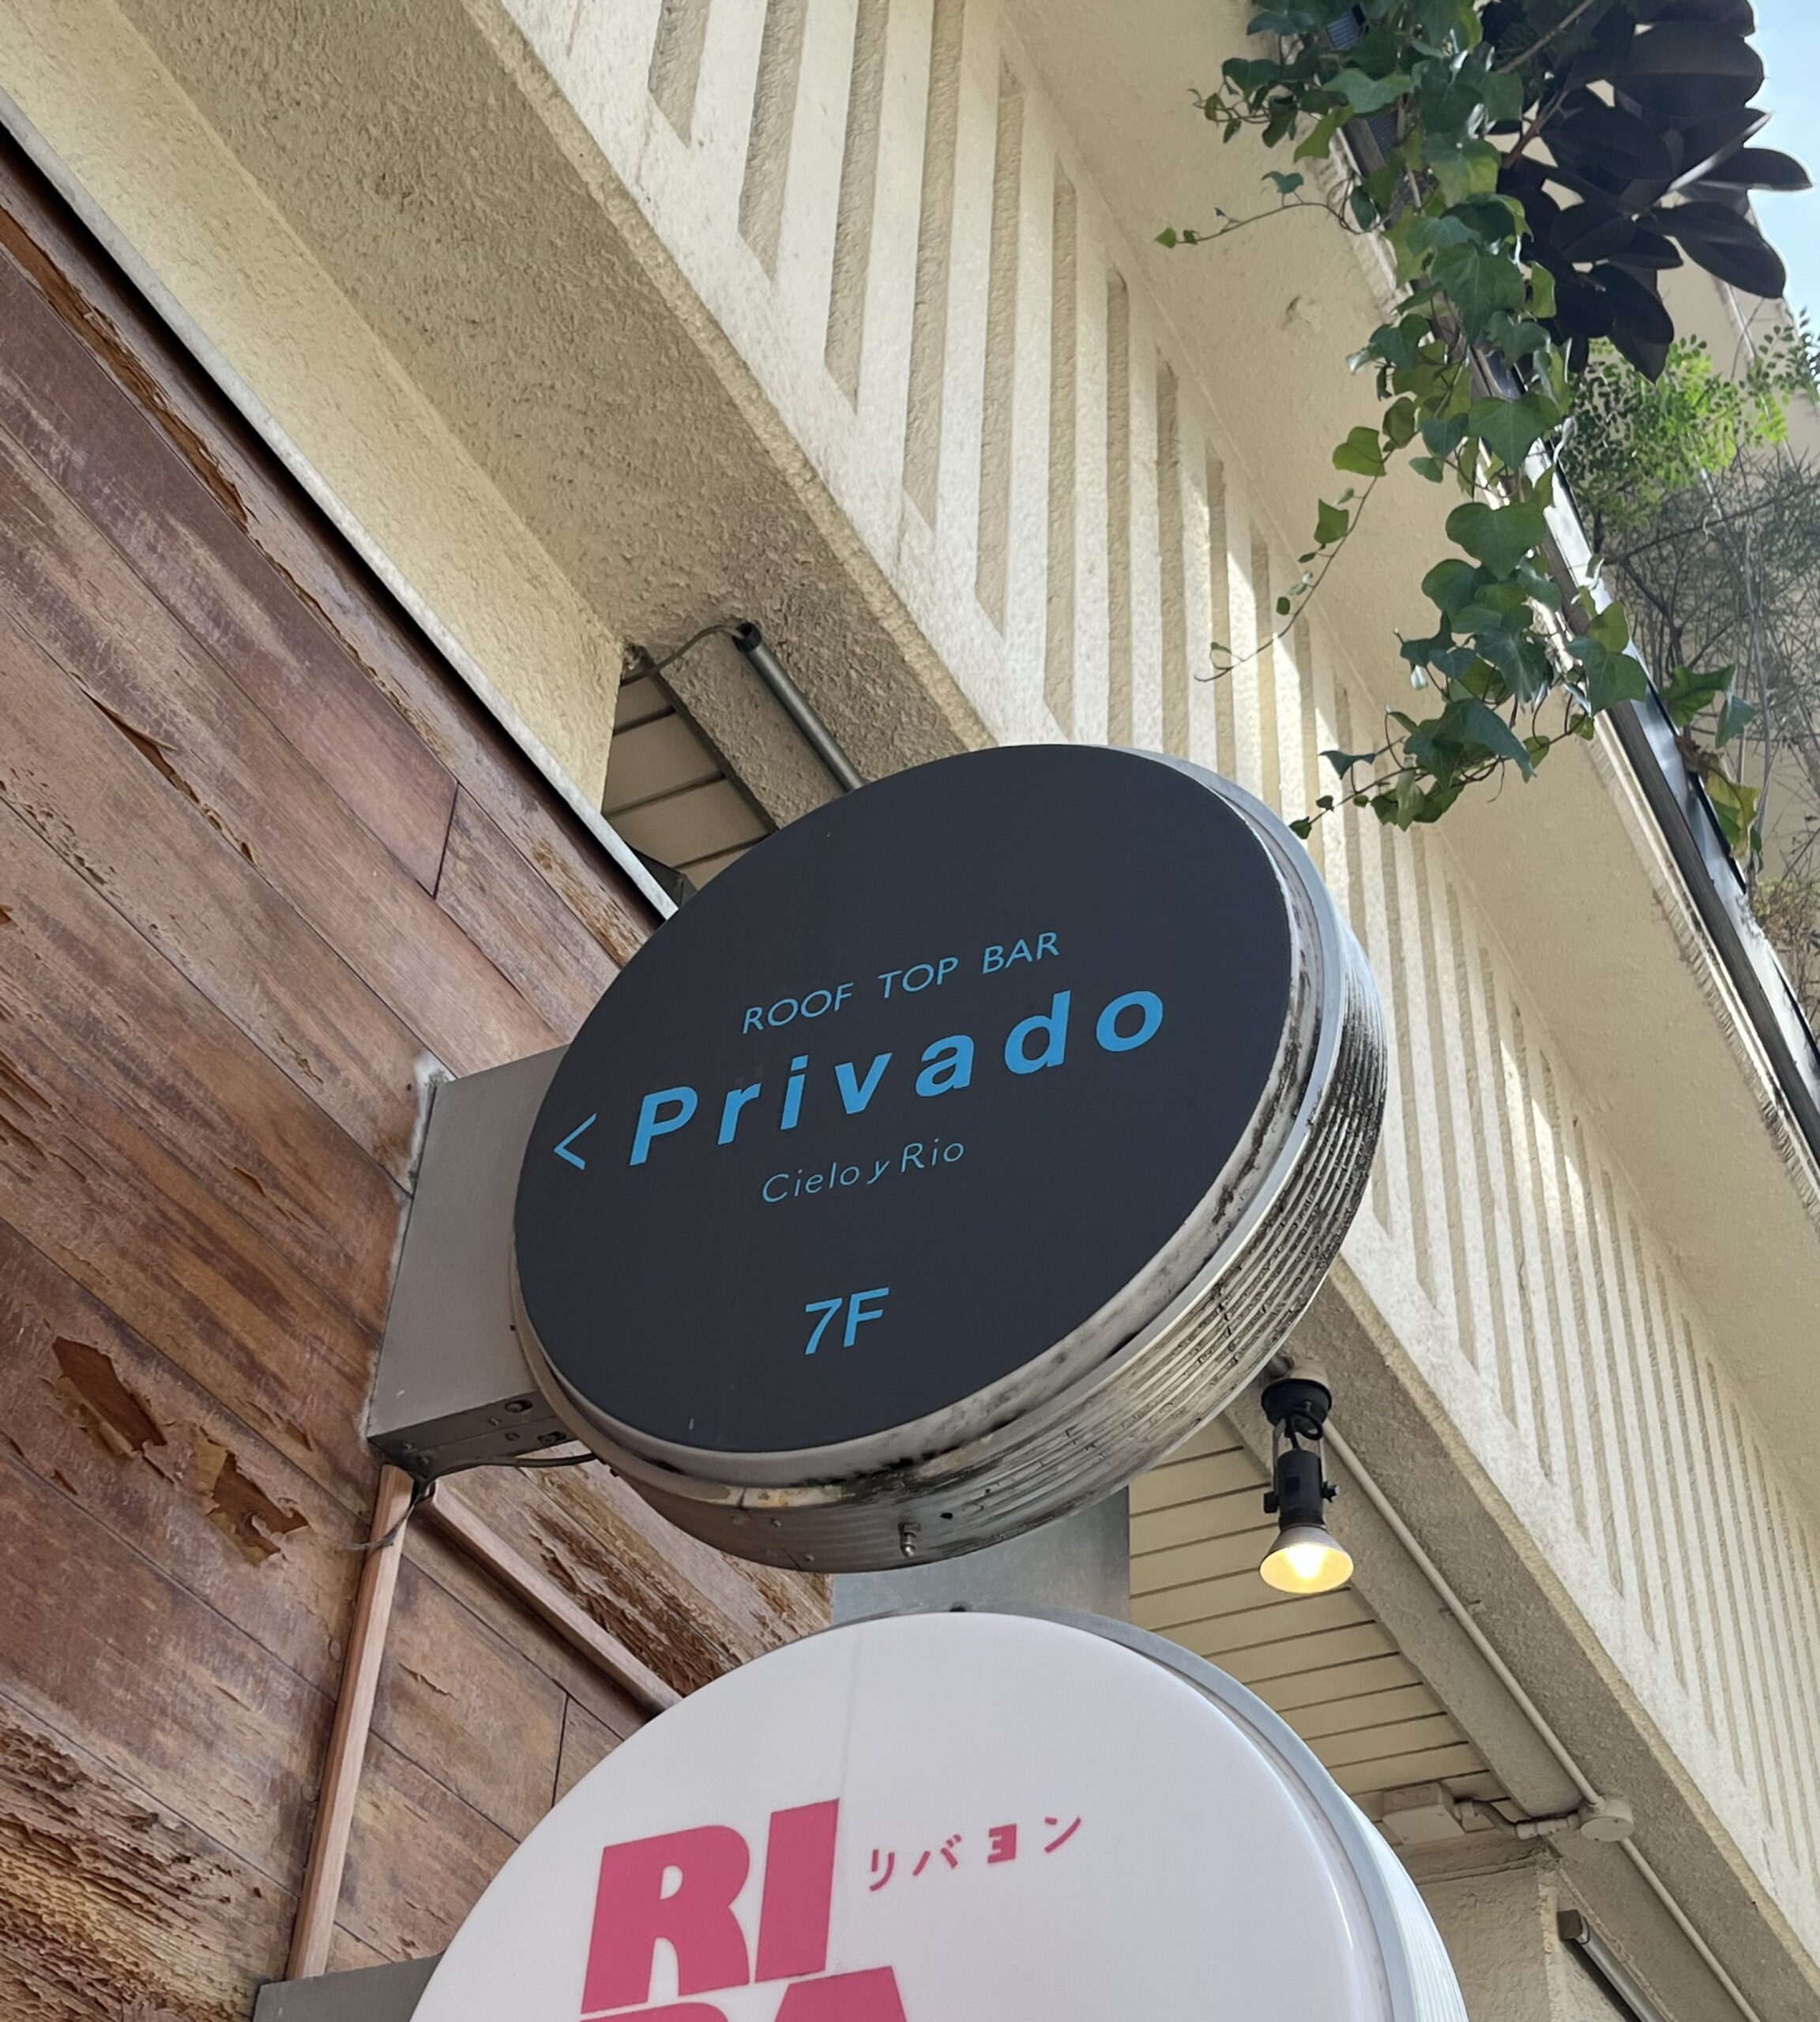 ROOF TOP BAR
< Privado
Cielo y Rio
7F
RI
リバヨン